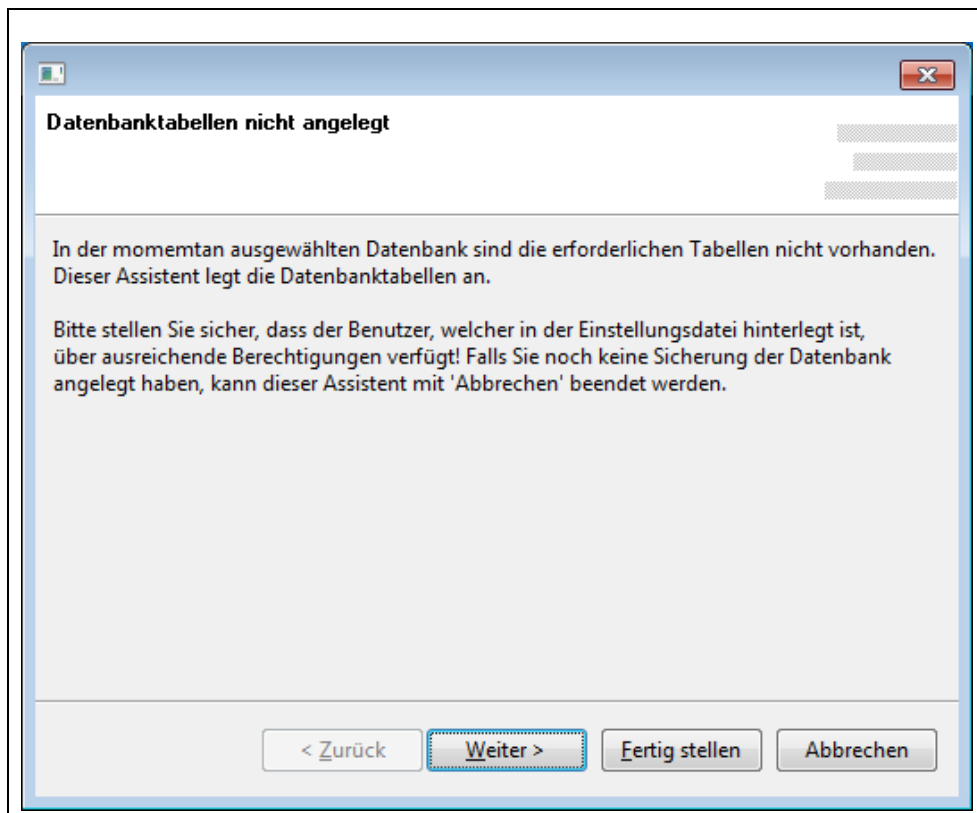 Datenbanktabellen nicht angelegt
In der momemtan ausgewählten Datenbank sind die erforderlichen Tabellen nicht vorhanden.
Dieser Assistent legt die Datenbanktabellen an.
Bitte stellen Sie sicher, dass der Benutzer, welcher in der Einstellungsdatei hinterlegt ist,
über ausreichende Berechtigungen verfügt! Falls Sie noch keine Sicherung der Datenbank
angelegt haben, kann dieser Assistent mit 'Abbrechen' beendet werden.
< Zurück Weiter > Fertig stellen Abbrechen